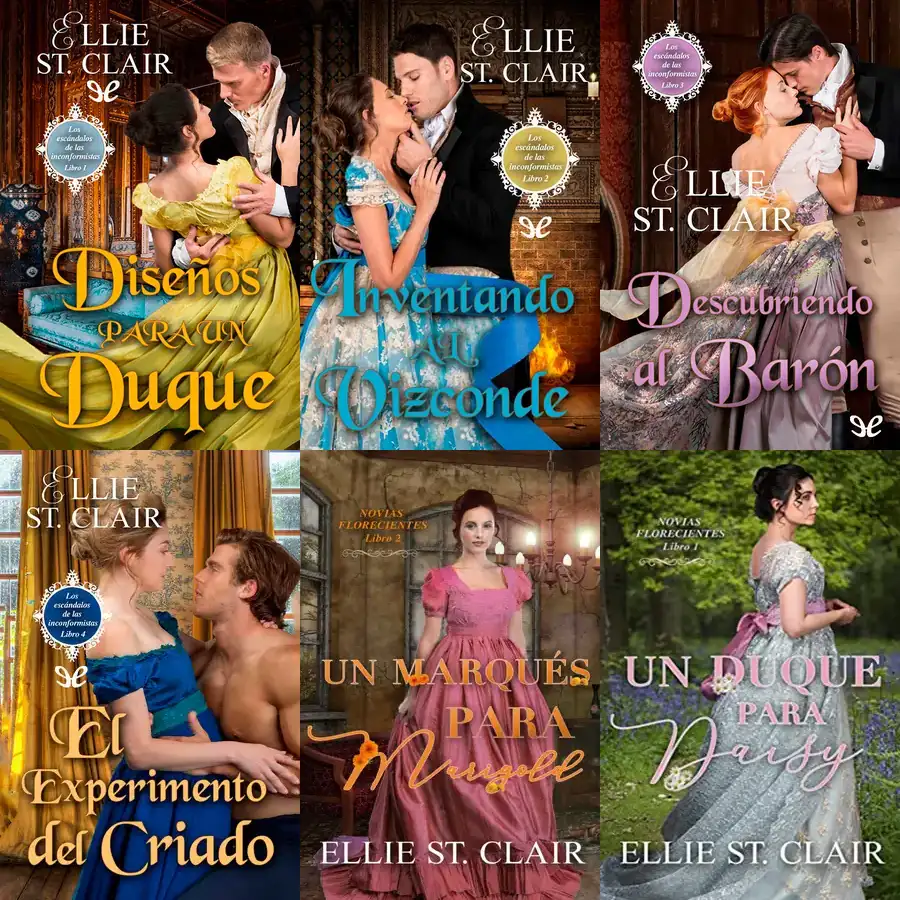 ELLIE
ST. CLAIR
Los
escándalos
de las
inconformistas
Libro 1
Diseños
PARA UN
Duque
ELLIE
ST. CLAIR
Los
escándalos
de las
inconformistas
Libro 2
Inventando
AL
Vizconde
Los
escándalos
de las
inconformistas
Libro 3
ELLIE
ST. CLAIR
Descubriendo
al Barón
ELLIE
ST. CLAIR
Los
escándalos
de las
inconformistas
Libro 4
El
Experimento
del Criado
NOVIAS
FLORECIENTES
Libro 2
UN MARQUÉS
PARA
Marigold
ELLIE ST. CLAIR
NOVIAS
FLORECIENTES
Libro 1
UN DUQUE
PARA
Daisy
ELLIE ST. CLAIR